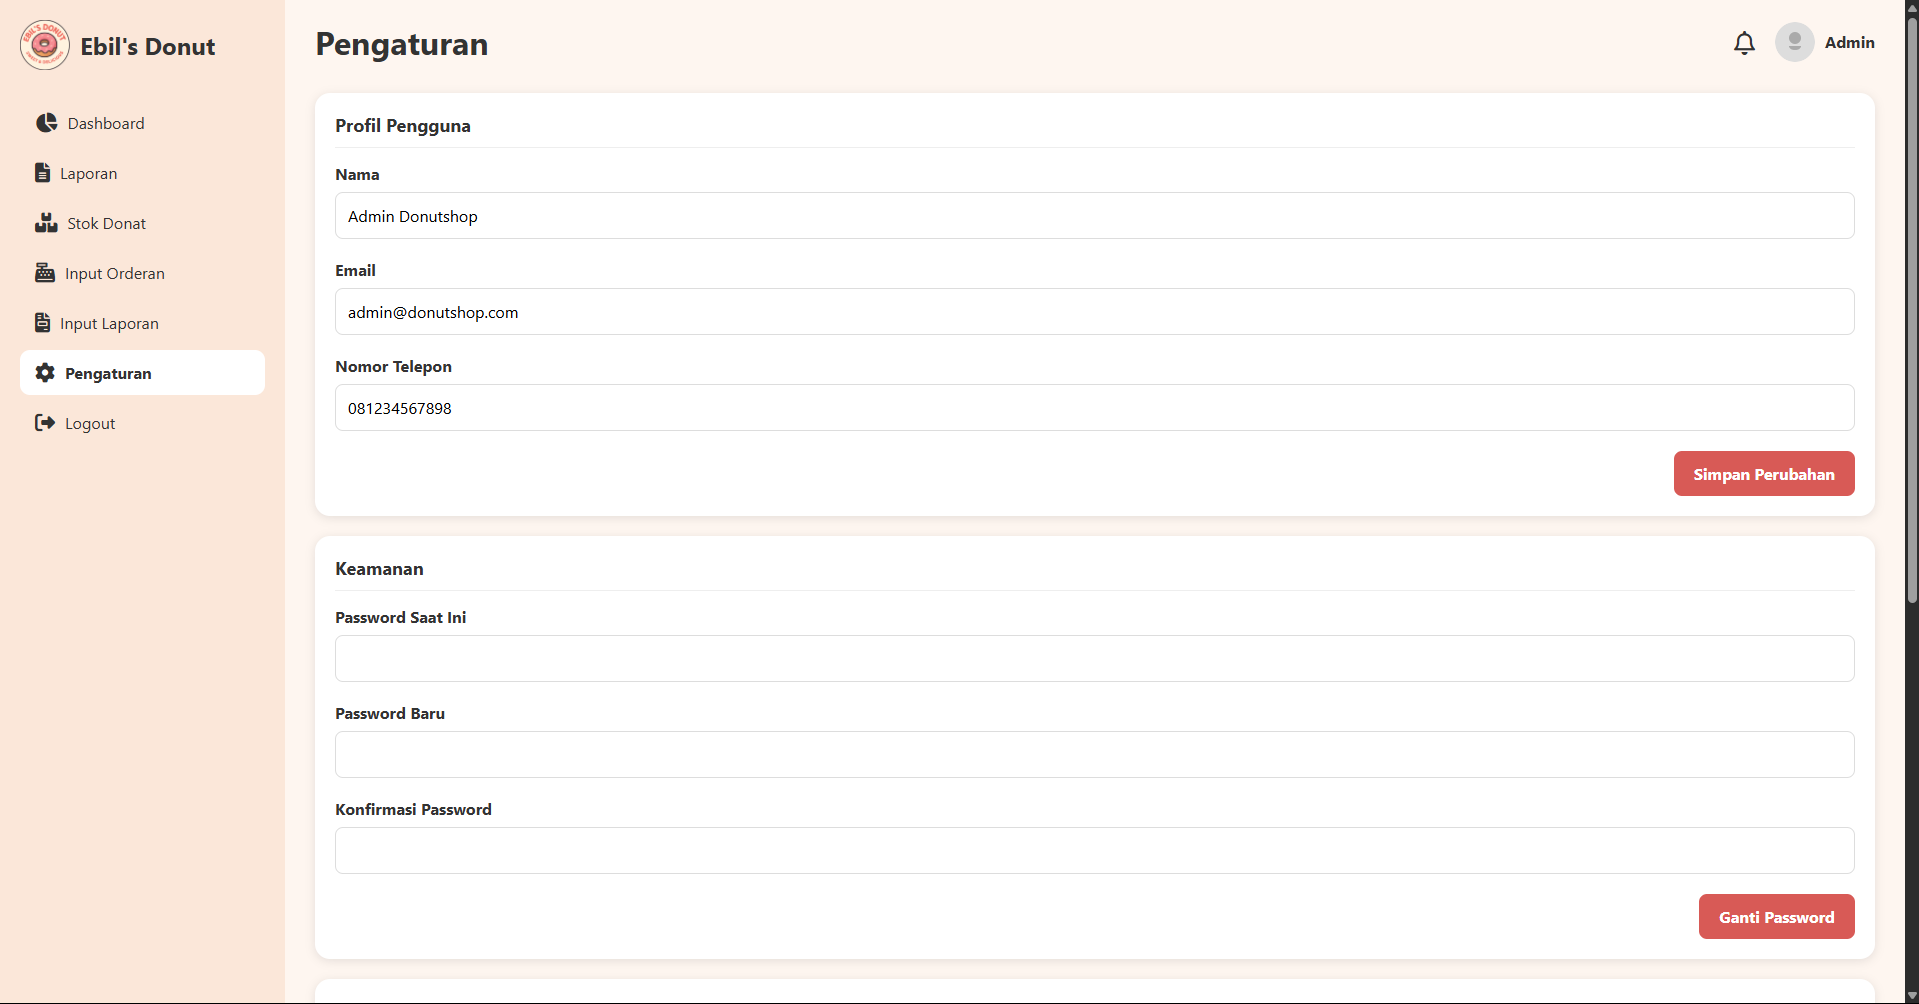 EBIL'S DONUT
SWEET & DELICIOUS
Ebil's Donut
Dashboard
Laporan
Stok Donat
Input Orderan
Input Laporan
Pengaturan
Logout
Pengaturan
Admin
Profil Pengguna
Nama
Admin Donutshop
Email
admin@donutshop.com
Nomor Telepon
081234567898
Simpan Perubahan
Keamanan
Password Saat Ini
Password Baru
Konfirmasi Password
Ganti Password